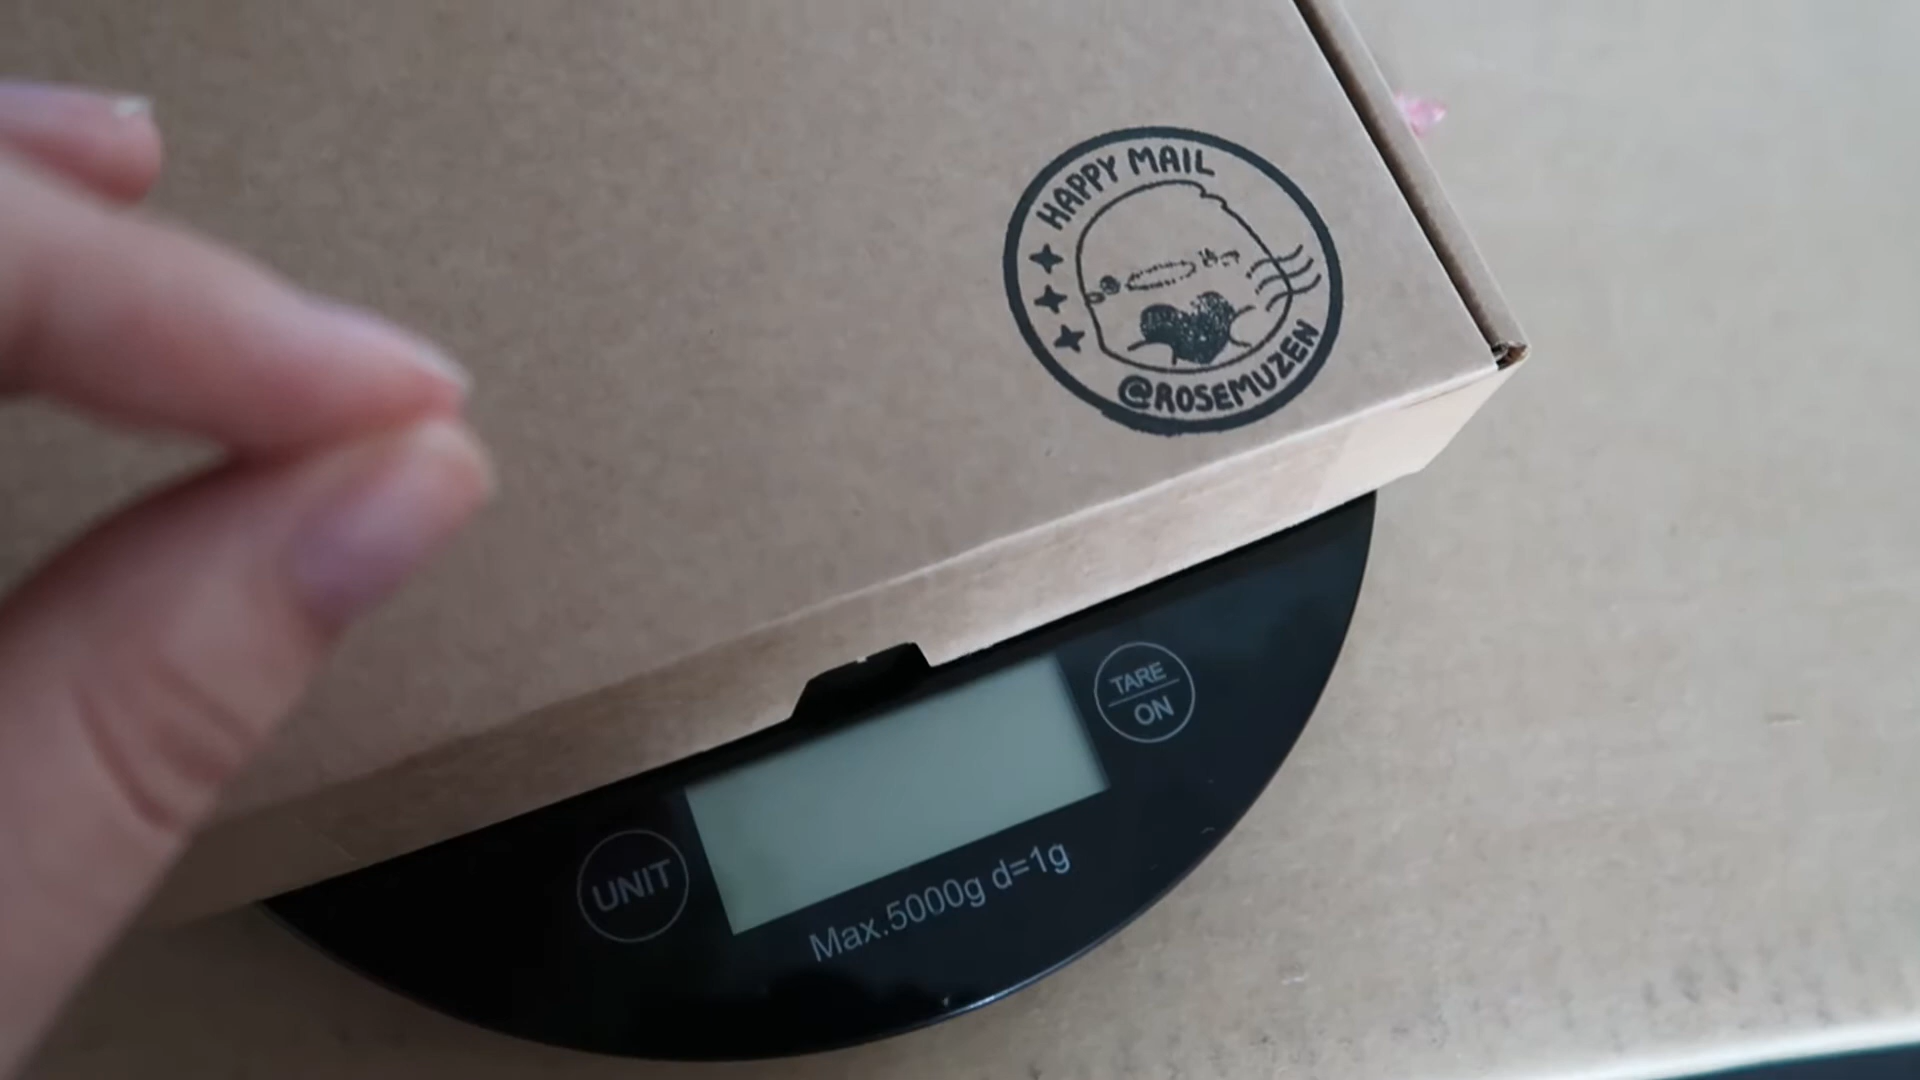 HAPPY MAIL
@ROSEMUZEN
TARE
ON
UNIT
Max.5000g d=1g